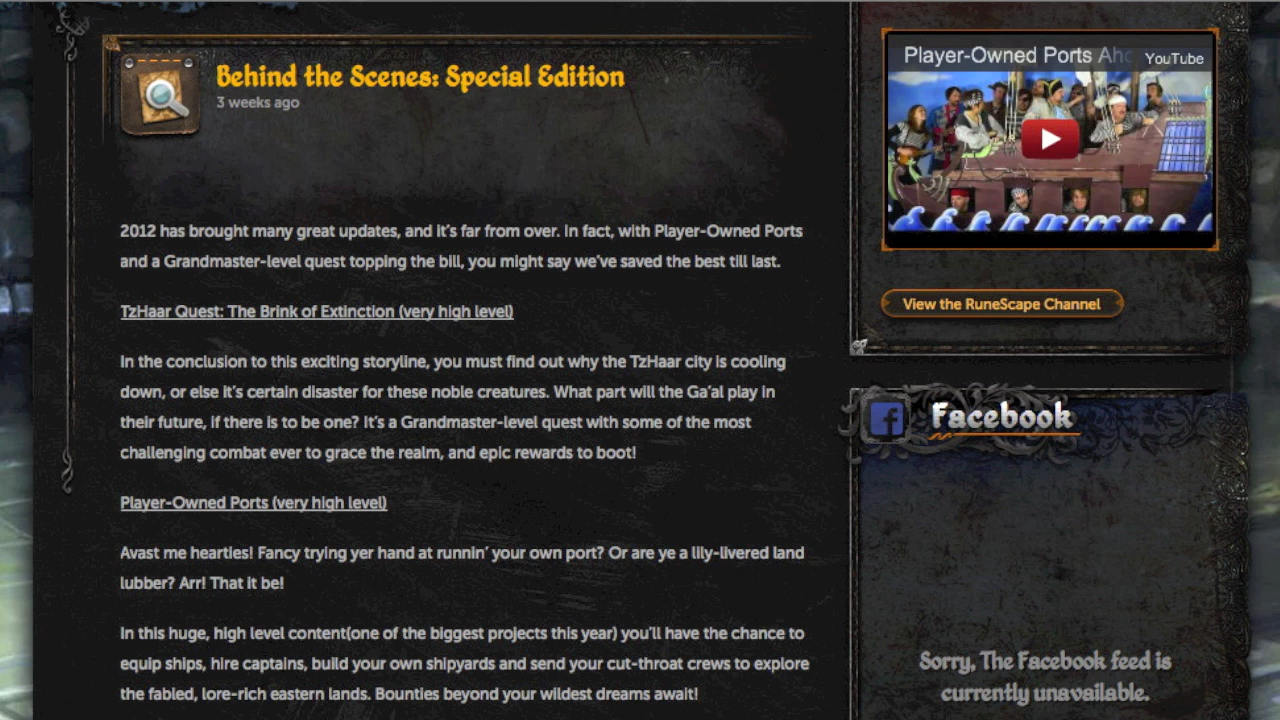 Behind the Scenes: Special Edition
3 weeks ago
2012 has brought many great updates, and it's far from over. In fact, with Player-Owned Ports
and a Grandmaster-level quest topping the bill, you might say we've saved the best till last.
TzHaar Quest: The Brink of Extinction (very high level)
In the conclusion to this exciting storyline, you must find out why the TzHaar city is cooling
down, or else it's certain disaster for these noble creatures. What part will the Ga'al play in
their future, if there is to be one? It's a Grandmaster-level quest with some of the most
challenging combat ever to grace the realm, and epic rewards to boot!
Player-Owned Ports (very high level)
Avast me hearties! Fancy trying yer hand at runnin' your own port? Or are ye a lily-livered land
lubber? Arr! That it be!
In this huge, high level content(one of the biggest projects this year) you'll have the chance to
equip ships, hire captains, build your own shipyards and send your cut-throat crews to explore
the fabled, lore-rich eastern lands. Bounties beyond your wildest dreams await!
Player-Owned Ports Aho
YouTube
View the RuneScape Channel
f
Facebook
Sorry, The Facebook feed is
currently unavailable.